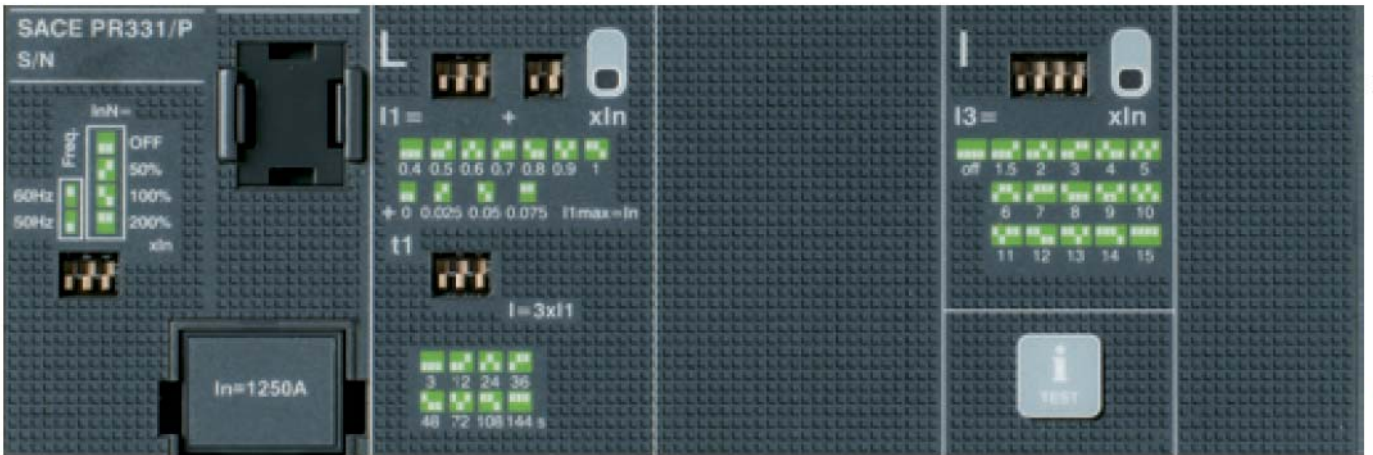 SACE PR331/P
S/N
InN=
Freq.
OFF
50%
60Hz
100%
50Hz
200%
xIn
In=1250A
L
I1= + xIn
0.4 0.5 0.6 0.7 0.8 0.9 1
+ 0 0.025 0.05 0.075 I1max=In
t1
I=3xI1
3 12 24 36
48 72 108 144 s
I
I3= xIn
off 1.5 2 3 4 5
6 7 8 9 10
11 12 13 14 15
i
TEST